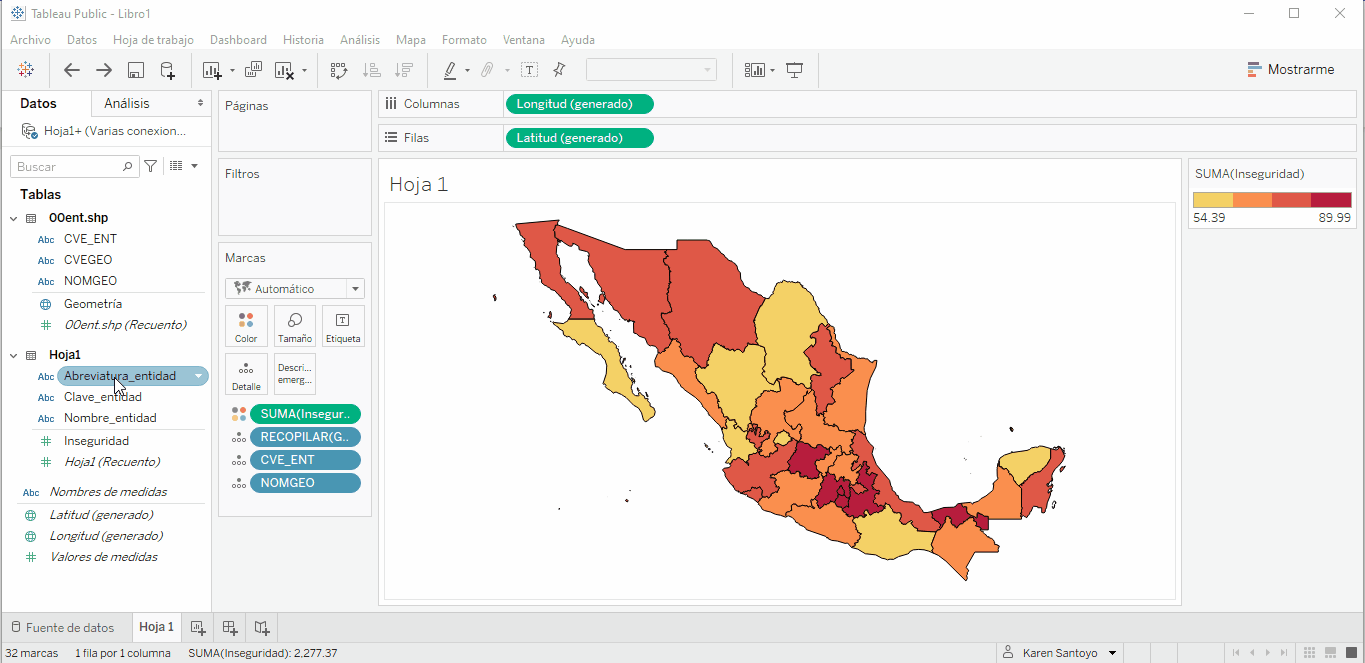 Tableau Public - Libro1
Archivo Datos Hoja de trabajo Dashboard Historia Análisis Mapa Formato Ventana Ayuda
Mostrarme
Datos Análisis
Hoja1+ (Varias conexion...
Buscar
Tablas
00ent.shp
Abc CVE_ENT
Abc CVEGEO
Abc NOMGEO
Geometría
00ent.shp (Recuento)
Hoja1
Abc Abreviatura_entidad
Abc Clave_entidad
Abc Nombre_entidad
Inseguridad
Hoja1 (Recuento)
Abc Nombres de medidas
Latitud (generado)
Longitud (generado)
Valores de medidas
Páginas
Filtros
Marcas
Automático
Color Tamaño Etiqueta
Detalle Descri... emerg...
SUMA(Insegur..
RECOPILAR(G..
CVE_ENT
NOMGEO
Columnas Longitud (generado)
Filas Latitud (generado)
Hoja 1
SUMA(Inseguridad)
54.39 89.99
Fuente de datos Hoja 1
32 marcas 1 fila por 1 columna SUMA(Inseguridad): 2,277.37 Karen Santoyo